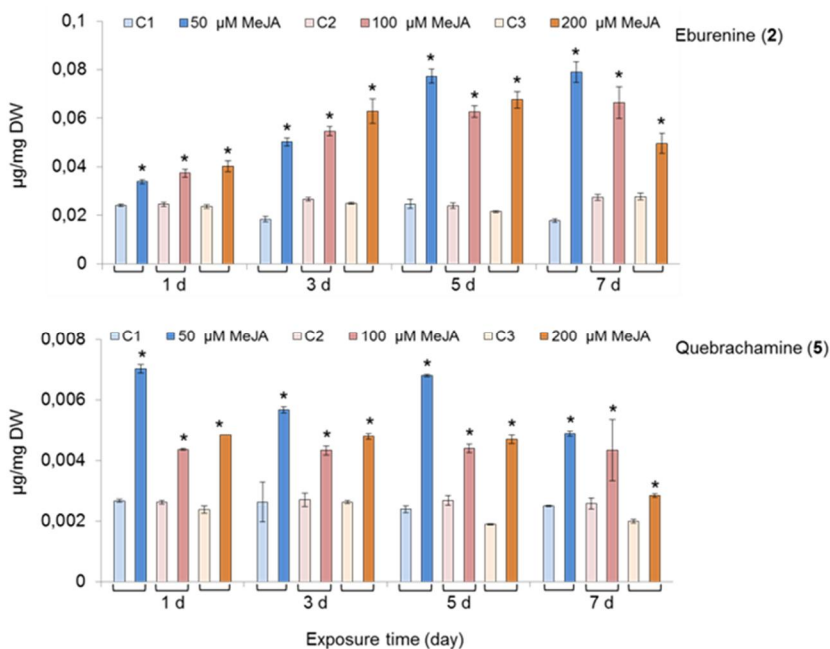 0,1
C1 50 µM MeJA C2 100 µM MeJA C3 200 µM MeJA
Eburenine (2)
0,08
0,06
0,04
0,02
0
µg/mg DW
* * * * * * * * * * * *
1 d 3 d 5 d 7 d
0,008
C1 50 µM MeJA C2 100 µM MeJA C3 200 µM MeJA
Quebrachamine (5)
0,006
0,004
0,002
0
µg/mg DW
* * * * * * * * * * * *
1 d 3 d 5 d 7 d
Exposure time (day)